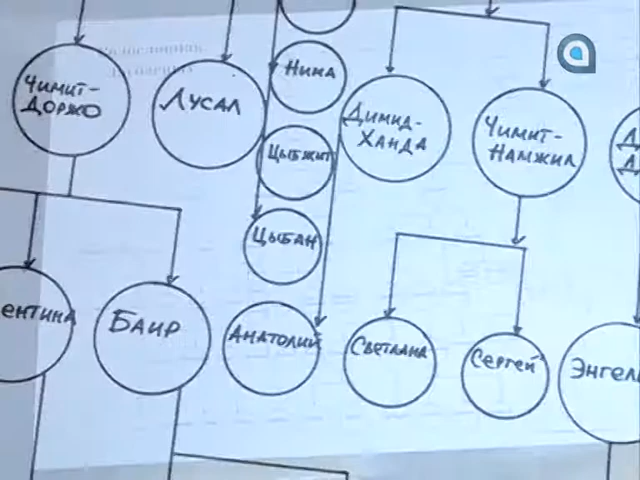 Чимит-
Доржо
Лусал
Нима
Цыбжит
Цыбан
Димид-
Ханда
Чимит-
Намжил
ентина
Баир
Анатолий
Светлана
Сергей
Энгел